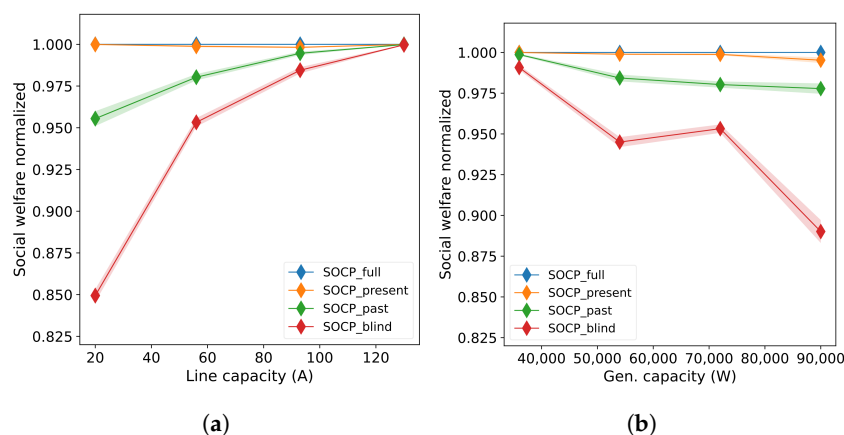 Social welfare normalized
1.000
0.975
0.950
0.925
0.900
0.875
0.850
0.825
SOCP_full
SOCP_present
SOCP_past
SOCP_blind
20
40
60
80
100
120
Line capacity (A)
(a)
Social welfare normalized
1.000
0.975
0.950
0.925
0.900
0.875
0.850
0.825
SOCP_full
SOCP_present
SOCP_past
SOCP_blind
40,000
50,000
60,000
70,000
80,000
90,000
Gen. capacity (W)
(b)